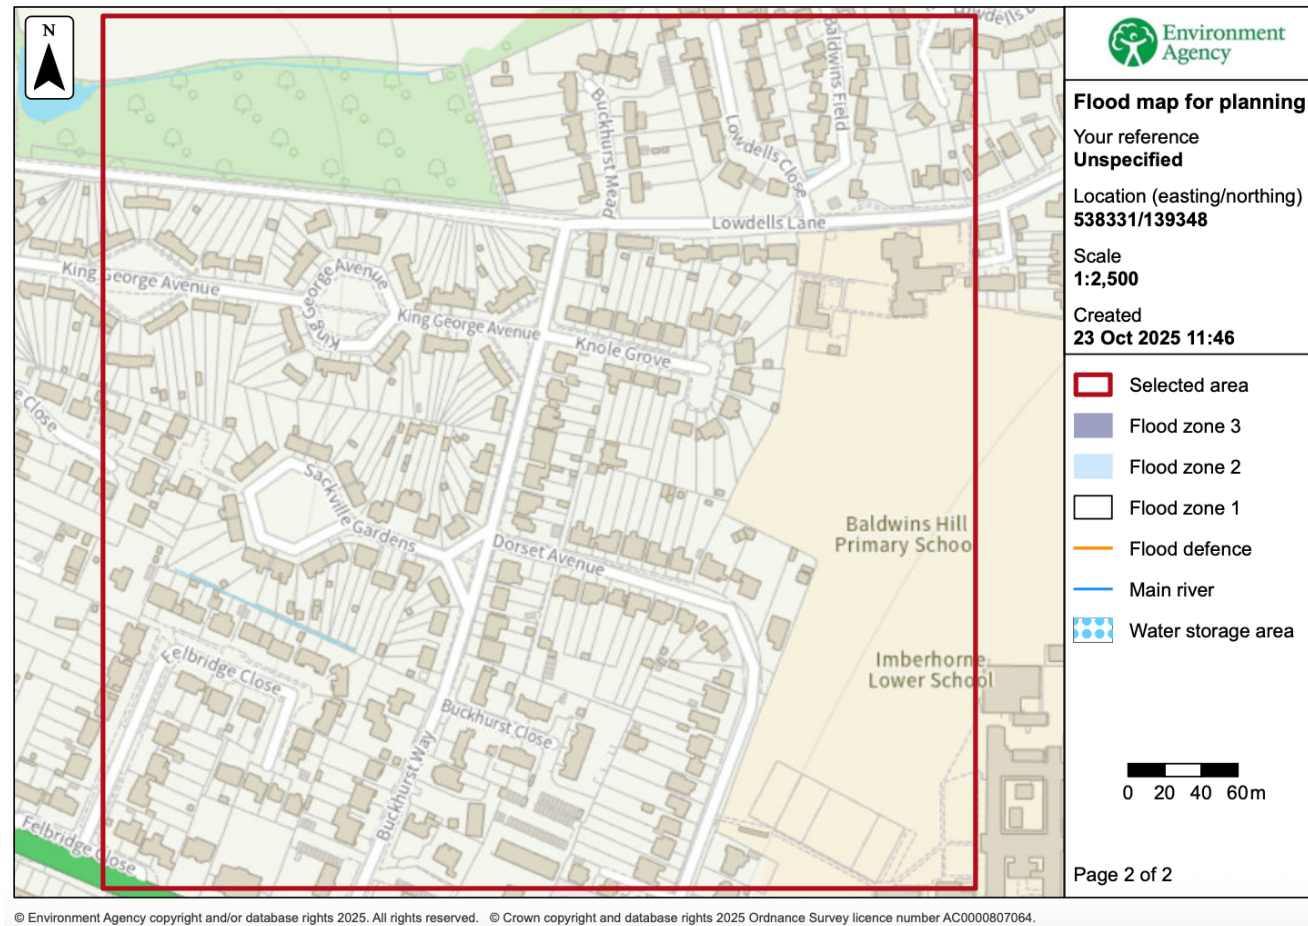 N
Lowdells
Baldwins Field
Buckhurst Mead
Lowdells Close
Lowdells Lane
King George Avenue
King George Avenue
King George Avenue
Knole Grove
e Close
Sackville Gardens
Dorset Avenue
Baldwins Hill
Primary Schoo
Imberhorne
Lower School
Felbridge Close
Buckhurst Close
Buckhurst Way
Felbridge Close
Environment
Agency
Flood map for planning
Your reference
Unspecified
Location (easting/northing)
538331/139348
Scale
1:2,500
Created
23 Oct 2025 11:46
Selected area
Flood zone 3
Flood zone 2
Flood zone 1
Flood defence
Main river
Water storage area
0 20 40 60m
Page 2 of 2
© Environment Agency copyright and/or database rights 2025. All rights reserved. © Crown copyright and database rights 2025 Ordnance Survey licence number AC0000807064.